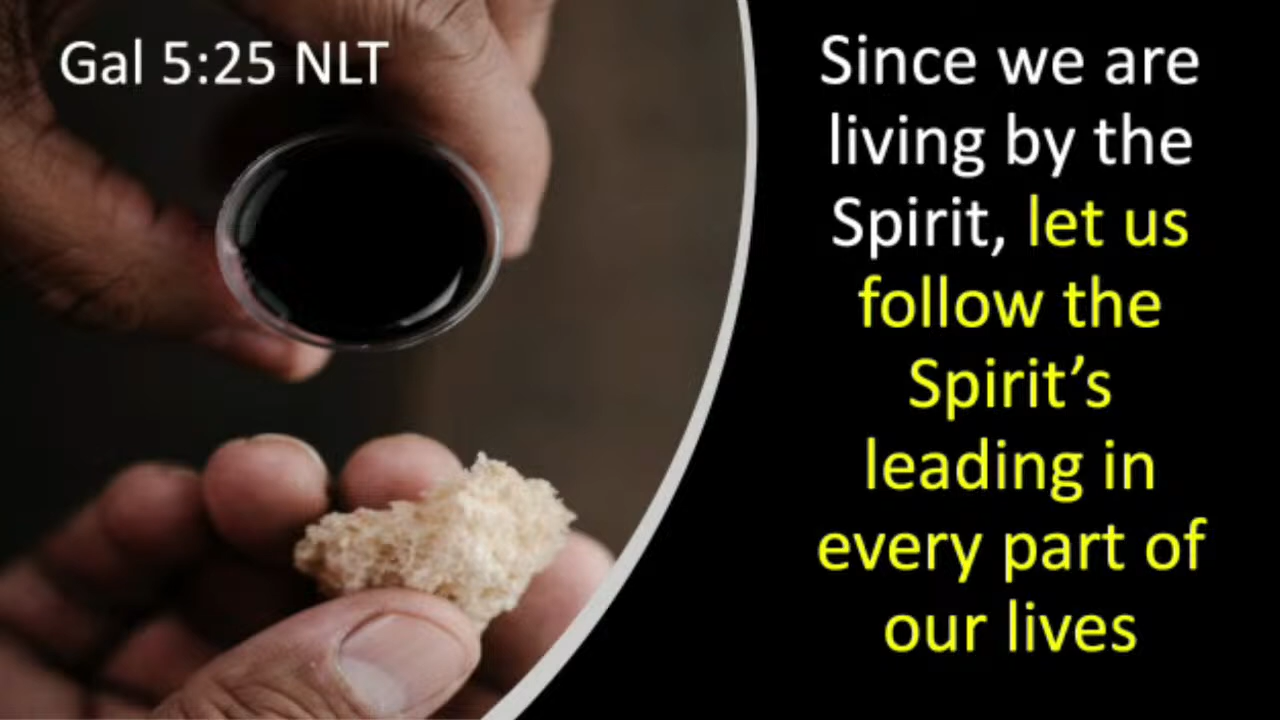 Gal 5:25 NLT
Since we are
living by the
Spirit, let us
follow the
Spirit’s
leading in
every part of
our lives